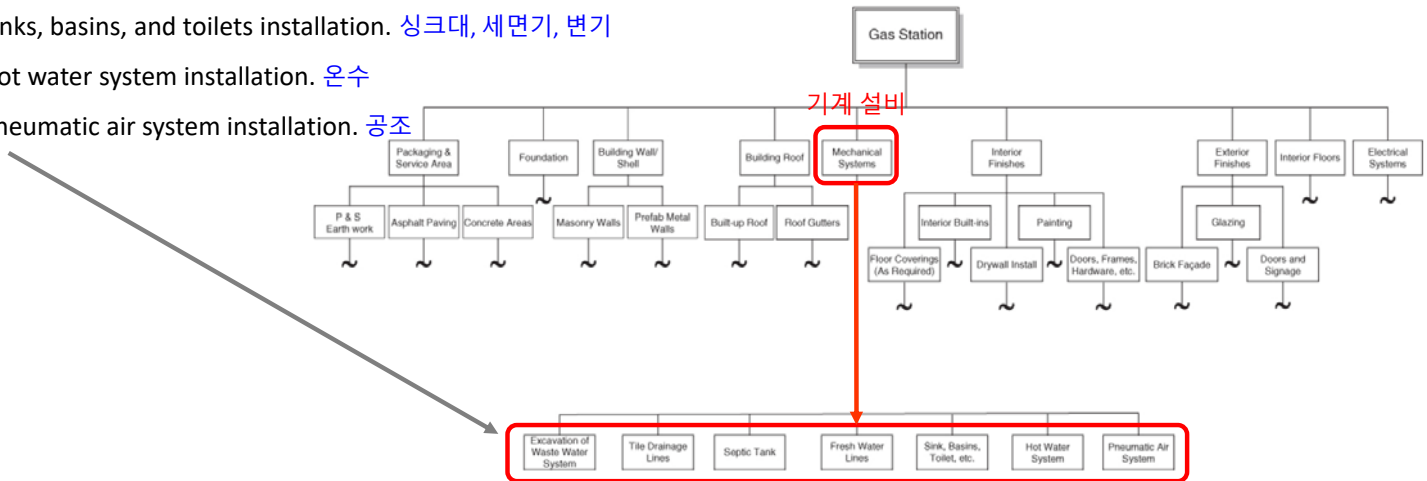 nks, basins, and toilets installation. 싱크대, 세면기, 변기
ot water system installation. 온수
neumatic air system installation. 공조
Gas Station
기계 설비
Packaging &
Service Area
Foundation
Building Wall/
Shell
Building Roof
Mechanical
Systems
Interior
Finishes
Exterior
Finishes
Interior Floors
Electrical
Systems
P & S
Earth work
Asphalt Paving
Concrete Areas
Masonry Walls
Prefab Metal
Walls
Built-up Roof
Roof Gutters
Interior Built-ins
Painting
Glazing
Floor Coverings
(As Required)
Drywall Install
Doors, Frames,
Hardware, etc.
Brick Façade
Doors and
Signage
Excavation of
Waste Water
System
Tile Drainage
Lines
Septic Tank
Fresh Water
Lines
Sink, Basins,
Toilet, etc.
Hot Water
System
Pneumatic Air
System